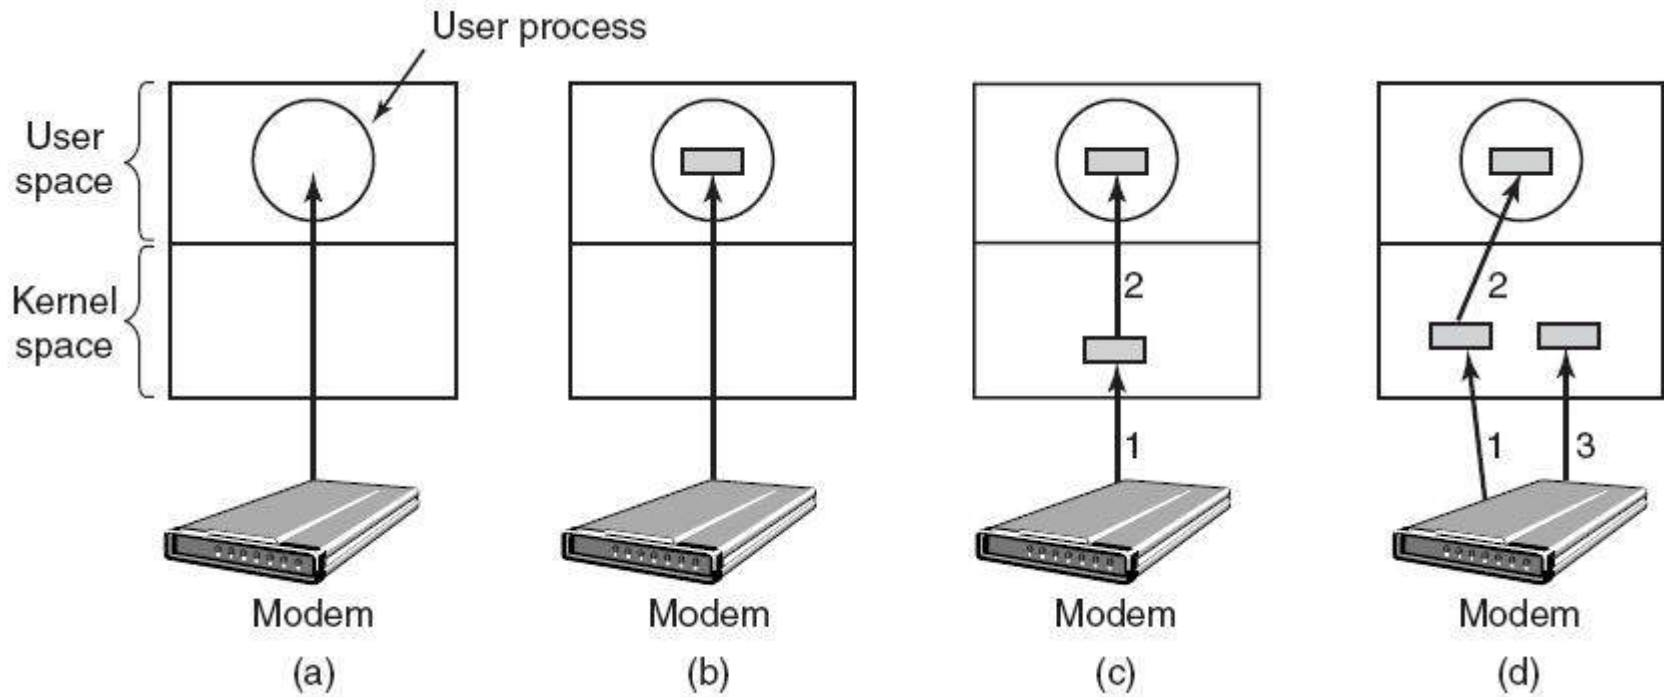 User process
User
space
Kernel
space
2
2
1
1
3
Modem
Modem
Modem
Modem
(a)
(b)
(c)
(d)